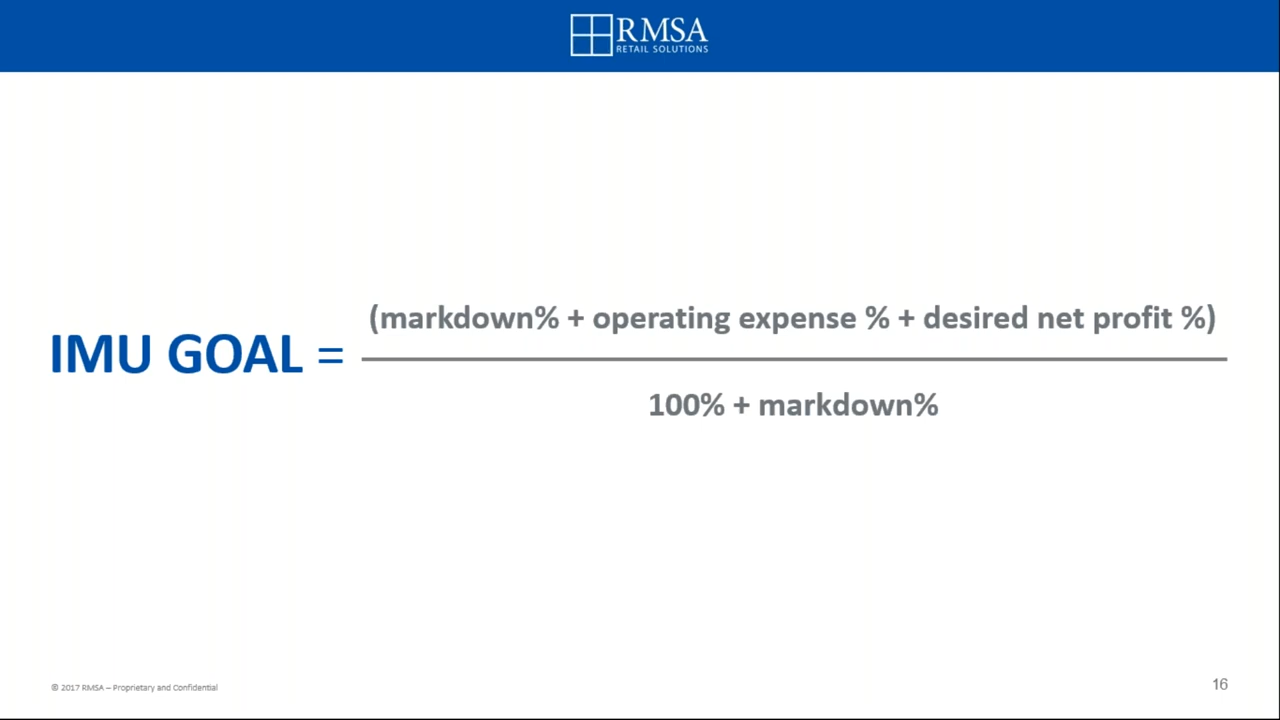 RMSA
RETAIL SOLUTIONS
(markdown% + operating expense % + desired net profit %)
IMU GOAL =
100% + markdown%
© 2017 RMSA – Proprietary and Confidential
16